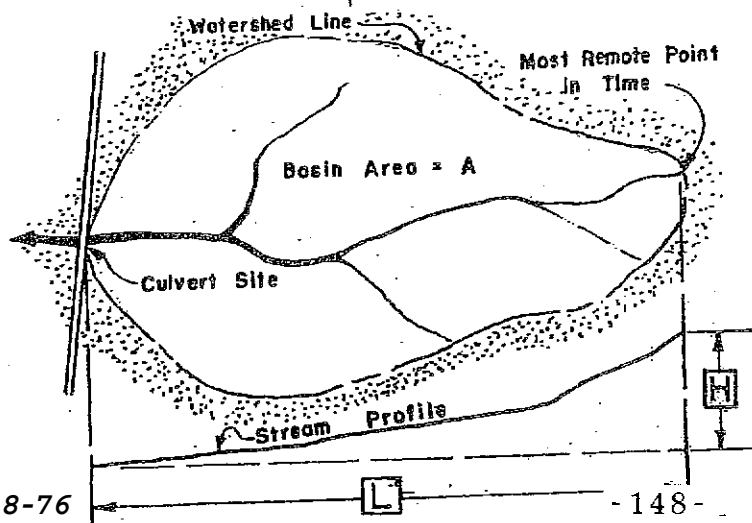 Watershed Line
Most Remote Point
in Time
Basin Area = A
Culvert Site
H
Stream Profile
8-76
L
-148-